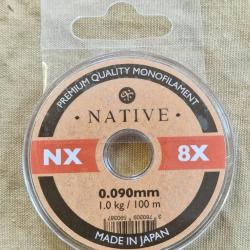 PREMIUM QUALITY MONOFILAMENT
NATIVE
NX 8X
0.090mm
1.0 kg / 100 m
MADE IN JAPAN